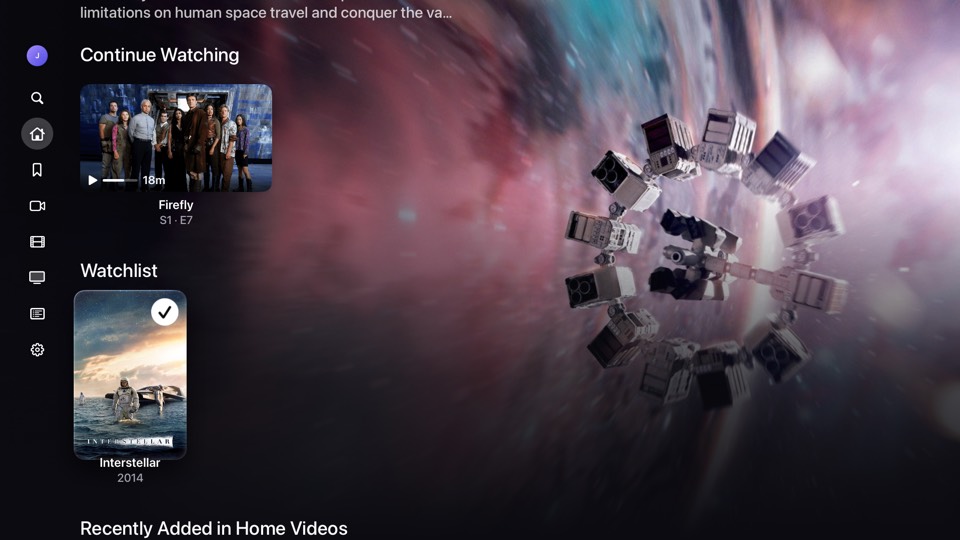 limitations on human space travel and conquer the va...
Continue Watching
J
18m
Firefly
S1 · E7
Watchlist
INTERSTELLAR
Interstellar
2014
Recently Added in Home Videos